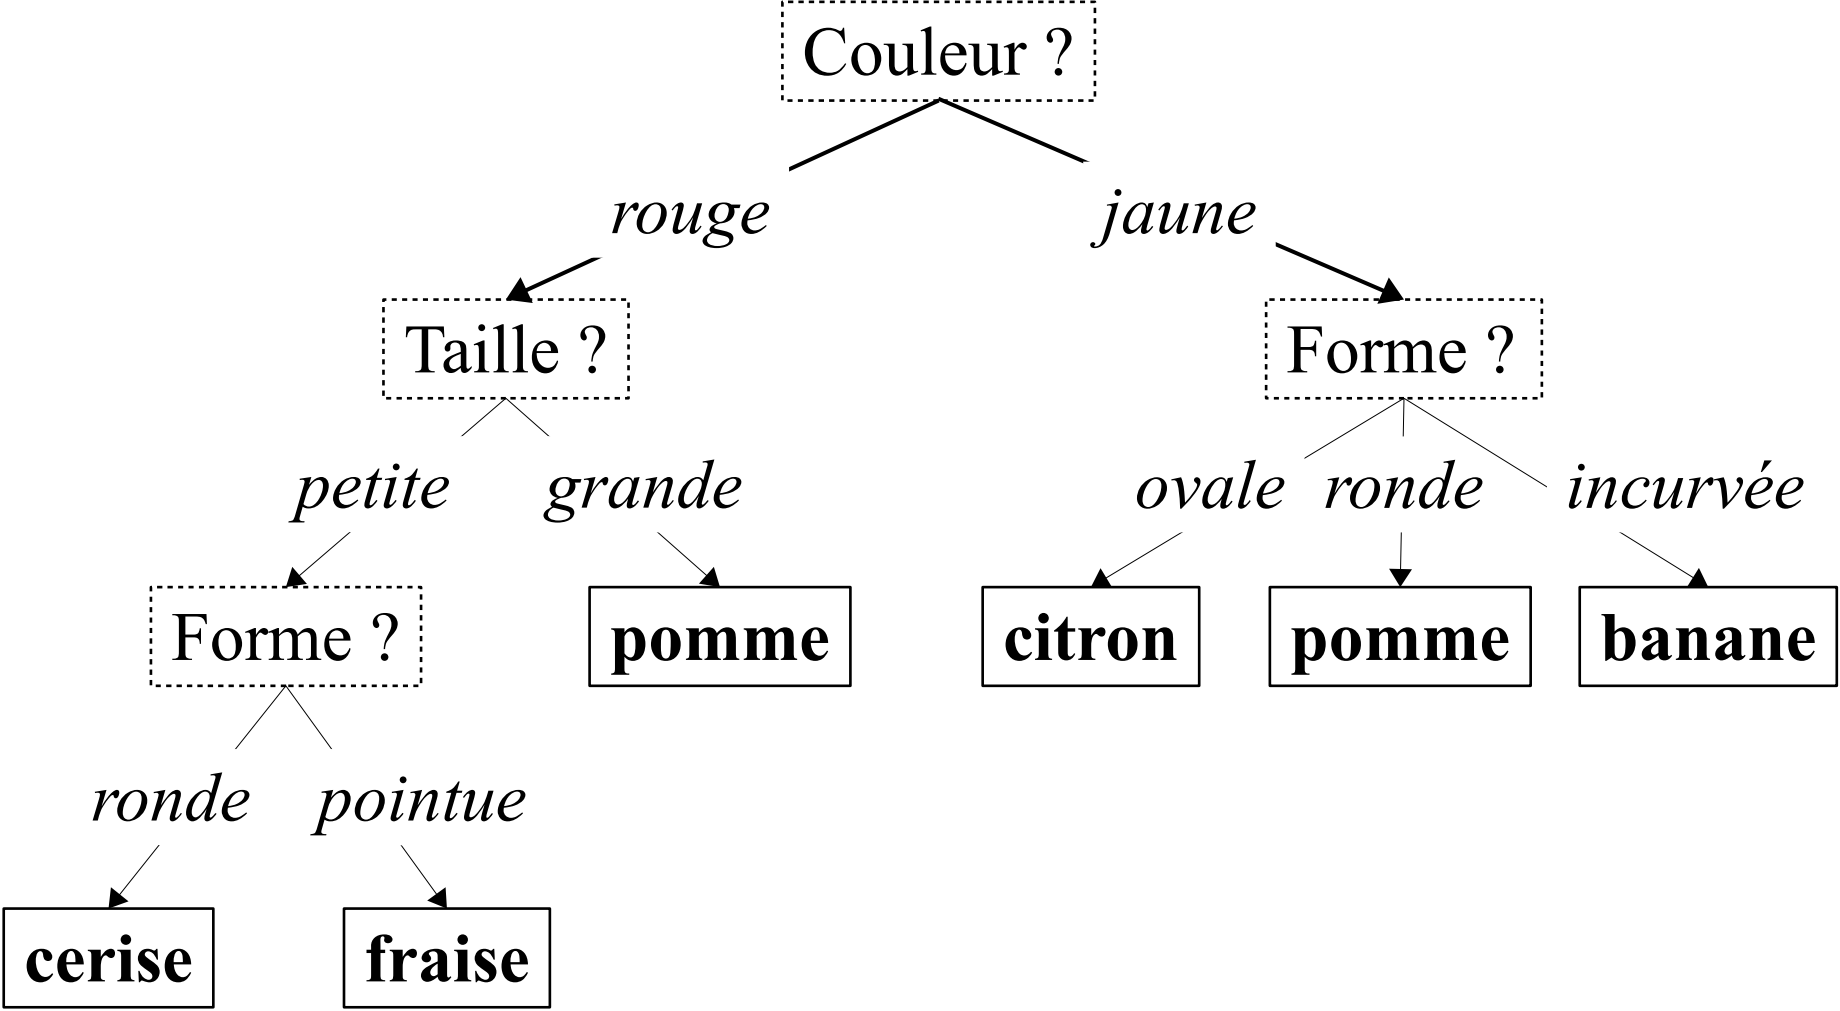 Couleur ?
rouge jaune
Taille ? Forme ?
petite grande ovale ronde incurvée
Forme ? pomme citron pomme banane
ronde pointue
cerise fraise